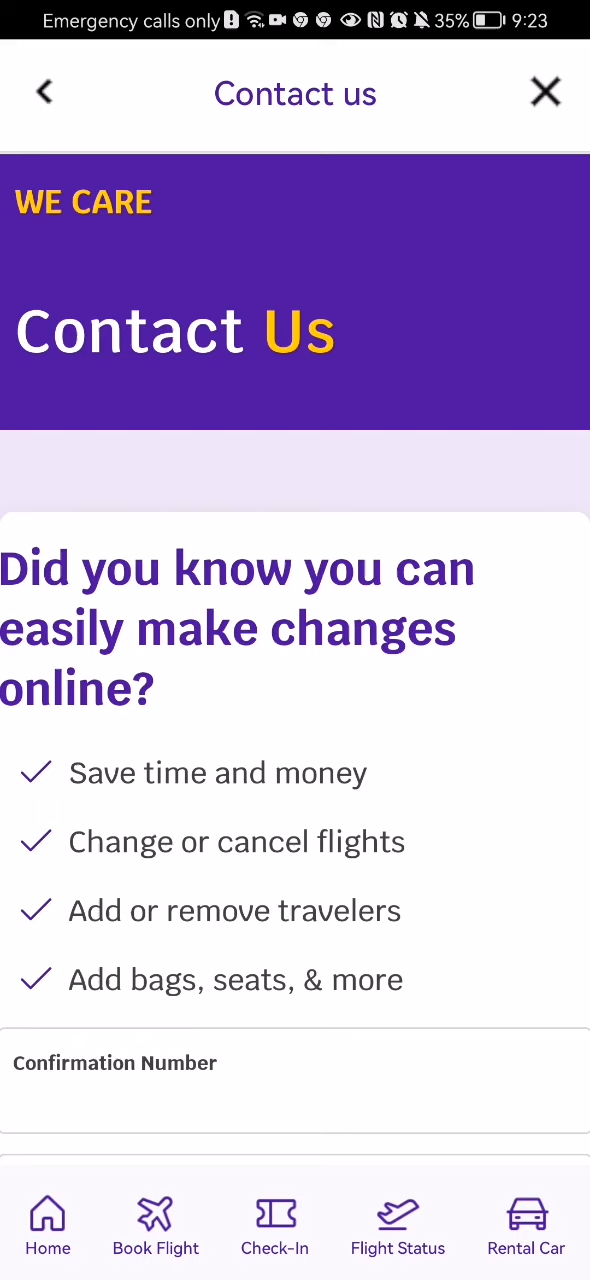 Emergency calls only 35% 9:23
Contact us
WE CARE
Contact Us
Did you know you can
easily make changes
online?
Save time and money
Change or cancel flights
Add or remove travelers
Add bags, seats, & more
Confirmation Number
Home Book Flight Check-In Flight Status Rental Car